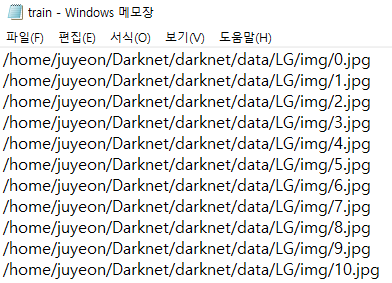 train - Windows 메모장
파일(F) 편집(E) 서식(O) 보기(V) 도움말(H)
/home/juyeon/Darknet/darknet/data/LG/img/0.jpg
/home/juyeon/Darknet/darknet/data/LG/img/1.jpg
/home/juyeon/Darknet/darknet/data/LG/img/2.jpg
/home/juyeon/Darknet/darknet/data/LG/img/3.jpg
/home/juyeon/Darknet/darknet/data/LG/img/4.jpg
/home/juyeon/Darknet/darknet/data/LG/img/5.jpg
/home/juyeon/Darknet/darknet/data/LG/img/6.jpg
/home/juyeon/Darknet/darknet/data/LG/img/7.jpg
/home/juyeon/Darknet/darknet/data/LG/img/8.jpg
/home/juyeon/Darknet/darknet/data/LG/img/9.jpg
/home/juyeon/Darknet/darknet/data/LG/img/10.jpg